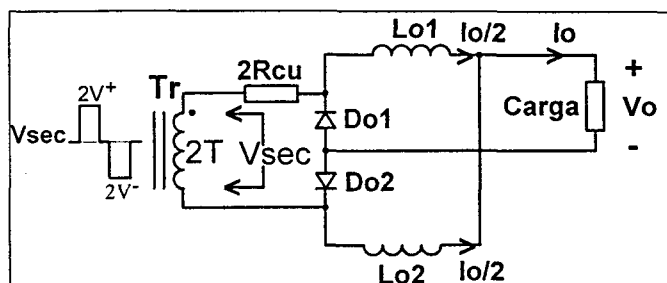 Lo1 Io/2 Io
2Rcu
2V+
Tr
Vsec
2T
Vsec
Do1
Do2
Carga
+
Vo
-
2V-
Lo2 Io/2